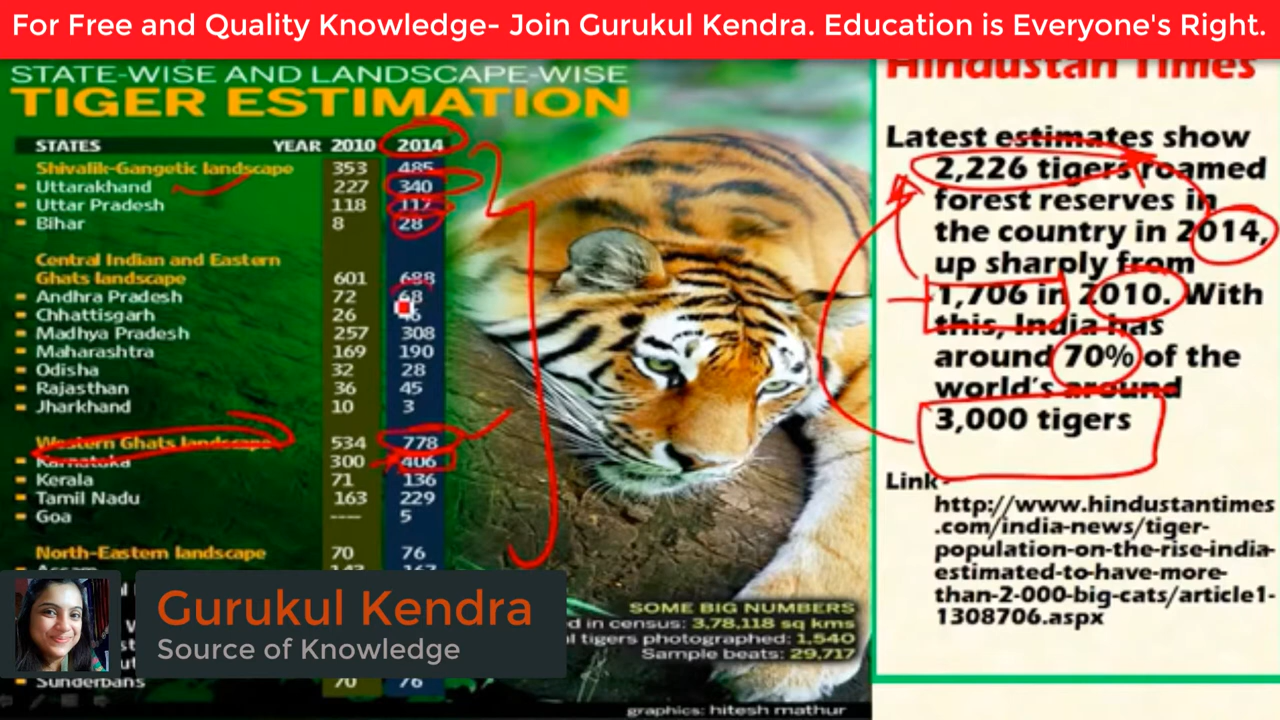 For Free and Quality Knowledge- Join Gurukul Kendra. Education is Everyone's Right.
STATE-WISE AND LANDSCAPE-WISE
TIGER ESTIMATION
STATES YEAR 2010 2014
Shivalik-Gangetic landscape 353 485
Uttarakhand 227 340
Uttar Pradesh 118 117
Bihar 8 28
Central Indian and Eastern
Ghats landscape 601 688
Andhra Pradesh 72 68
Chhattisgarh 26
Madhya Pradesh 257 308
Maharashtra 169 190
Odisha 32 28
Rajasthan 36 45
Jharkhand 10 3
Western Ghats landscape 534 778
Karnataka 300 406
Kerala 71 136
Tamil Nadu 163 229
Goa ---- 5
North-Eastern landscape 70 76
Sunderbans 70 76
SOME BIG NUMBERS
d in census: 3,78,118 sq kms
l tigers photographed: 1,540
Sample beats: 29,717
graphics: hitesh mathur
Hindustan Times
Latest estimates show
2,226 tigers roamed
forest reserves in
the country in 2014,
up sharply from
1,706 in 2010. With
this, India has
around 70% of the
world's around
3,000 tigers
Link -
http://www.hindustantimes
.com/india-news/tiger-
population-on-the-rise-india-
estimated-to-have-more-
than-2-000-big-cats/article1-
1308706.aspx
Gurukul Kendra
Source of Knowledge